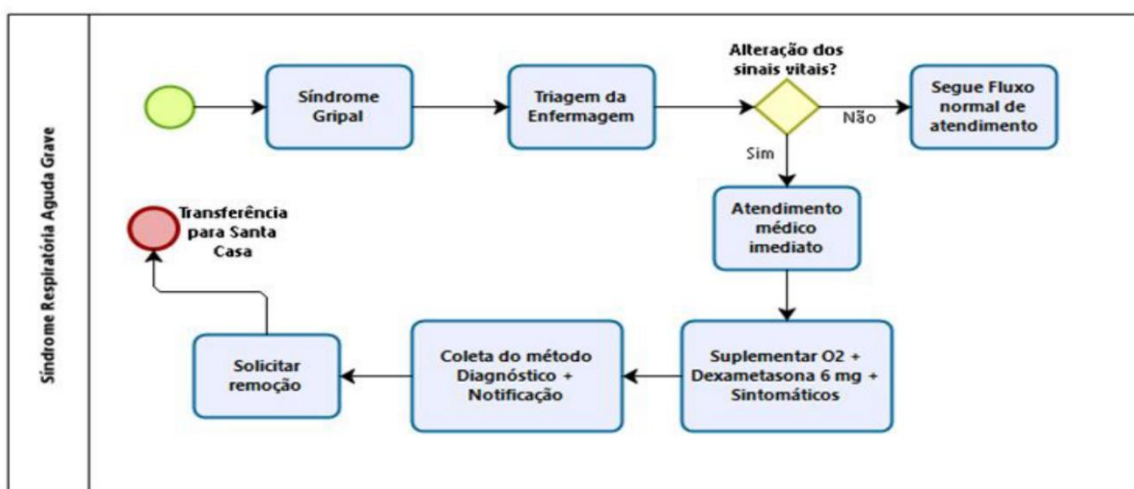 Síndrome Respiratória Aguda Grave
Síndrome
Gripal
Triagem da
Enfermagem
Alteração dos
sinais vitais?
Não
Segue Fluxo
normal de
atendimento
Sim
Atendimento
médico
imediato
Suplementar O2 +
Dexametasona 6 mg +
Sintomáticos
Coleta do método
Diagnóstico +
Notificação
Solicitar
remoção
Transferência
para Santa
Casa